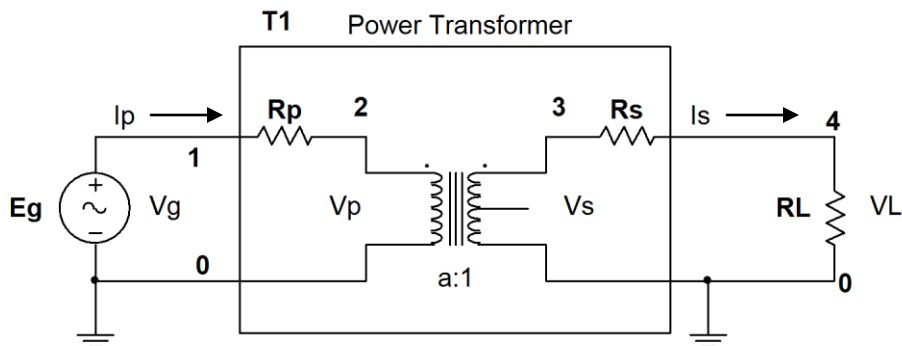 T1 Power Transformer
Ip Rp 2 3 Rs Is 4
1
Eg Vg Vp Vs RL VL
0 a:1 0